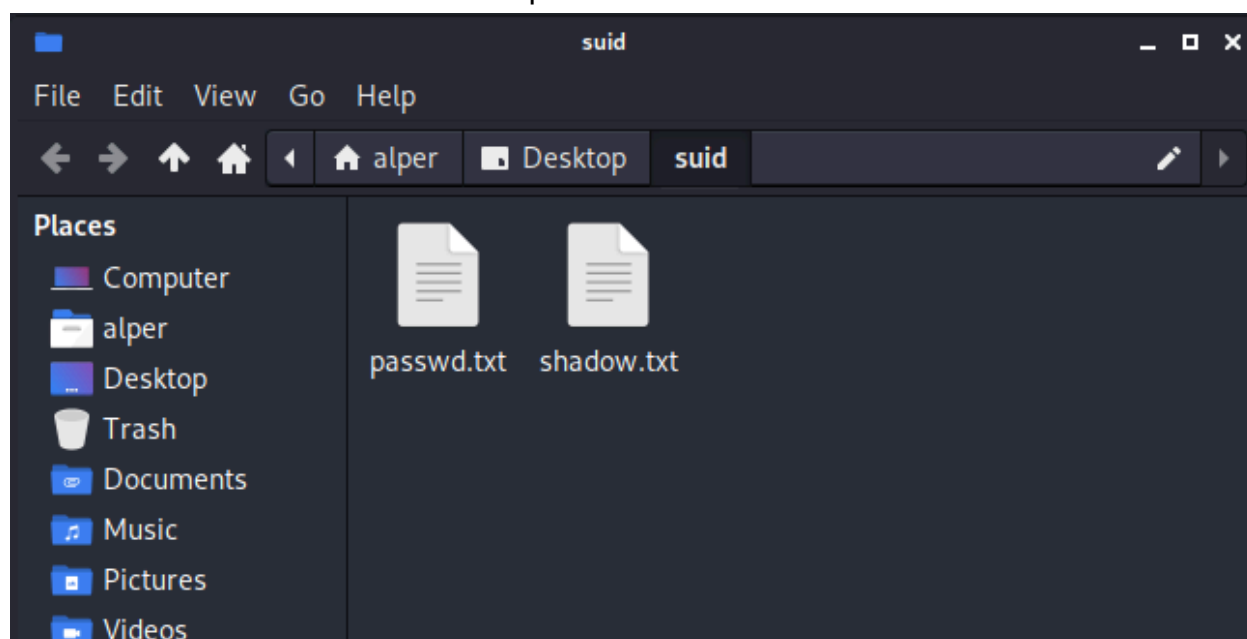 suid
File Edit View Go Help
alper Desktop suid
Places
Computer
alper
Desktop
Trash
Documents
Music
Pictures
Videos
passwd.txt shadow.txt